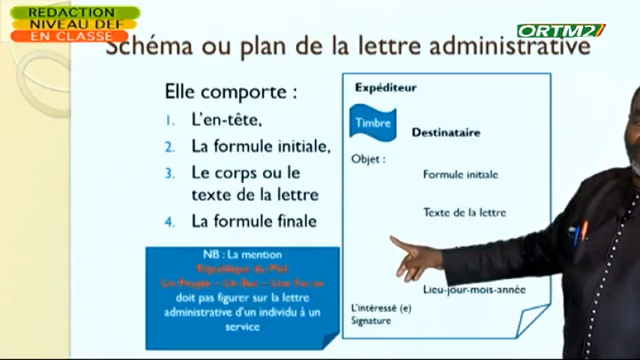 REDACTION
NIVEAU DEF
EN CLASSE
ORTM2
Schéma ou plan de la lettre administrative
Elle comporte :
1. L'en-tête,
2. La formule initiale,
3. Le corps ou le
texte de la lettre
4. La formule finale
NB : La mention
République du Mali
Un Peuple – Un But – Une Foi ne
doit pas figurer sur la lettre
administrative d'un individu à un
service
Expéditeur
Timbre
Destinataire
Objet :
Formule initiale
Texte de la lettre
Lieu-jour-mois-année
L'intéressé (e)
Signature